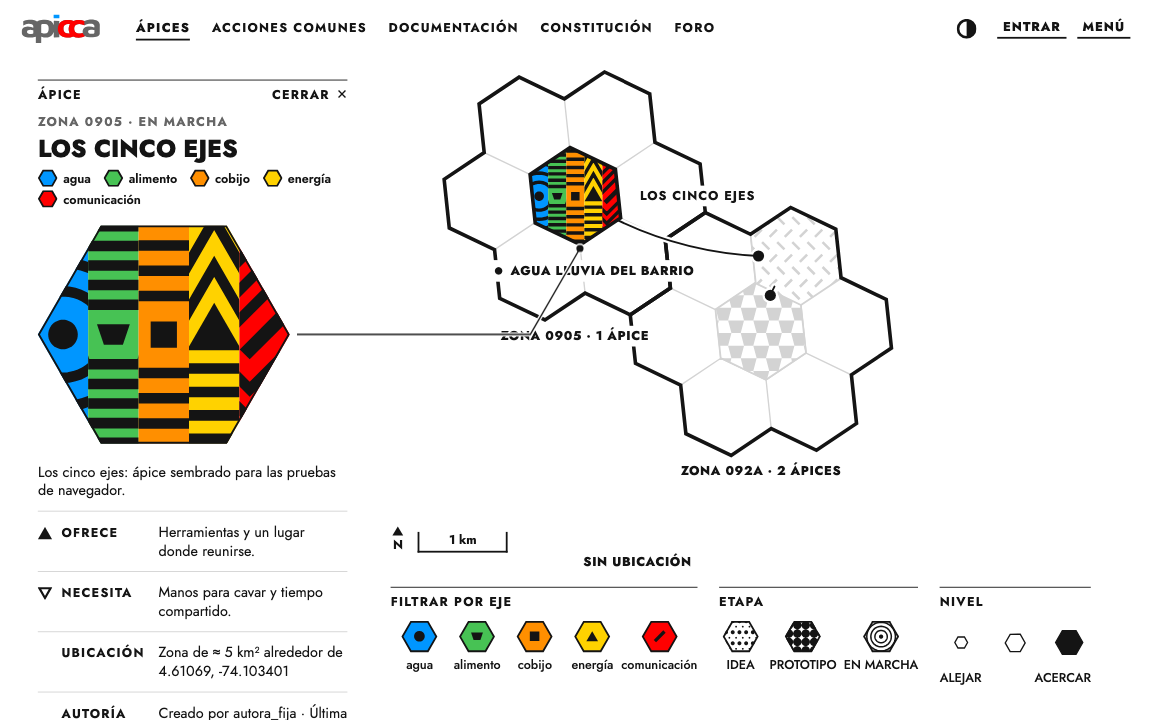 apicca
ÁPICES
ACCIONES COMUNES
DOCUMENTACIÓN
CONSTITUCIÓN
FORO
ENTRAR
MENÚ
ÁPICE
CERRAR ×
ZONA 0905 · EN MARCHA
LOS CINCO EJES
agua
alimento
cobijo
energía
comunicación
Los cinco ejes: ápice sembrado para las pruebas
de navegador.
OFRECE
Herramientas y un lugar
donde reunirse.
NECESITA
Manos para cavar y tiempo
compartido.
UBICACIÓN
Zona de ≈ 5 km² alrededor de
4.61069, -74.103401
AUTORÍA
Creado por autora_fija · Última
LOS CINCO EJES
AGUA LLUVIA DEL BARRIO
ZONA 0905 · 1 ÁPICE
ZONA 092A · 2 ÁPICES
N
1 km
SIN UBICACIÓN
FILTRAR POR EJE
agua
alimento
cobijo
energía
comunicación
ETAPA
IDEA
PROTOTIPO
EN MARCHA
NIVEL
ALEJAR
ACERCAR